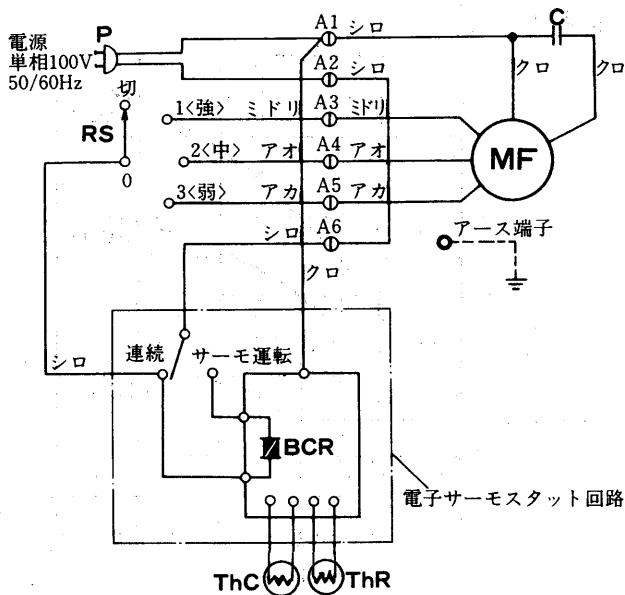 電源
単相100V
50/60Hz
P
A1 シロ
C
A2 シロ
クロ
クロ
切
RS
0
1<強> ミドリ A3 ミドリ
2<中> アオ A4 アオ
3<弱> アカ A5 アカ
MF
シロ A6
アース端子
クロ
シロ
連続
サーモ運転
BCR
電子サーモスタット回路
ThC
ThR